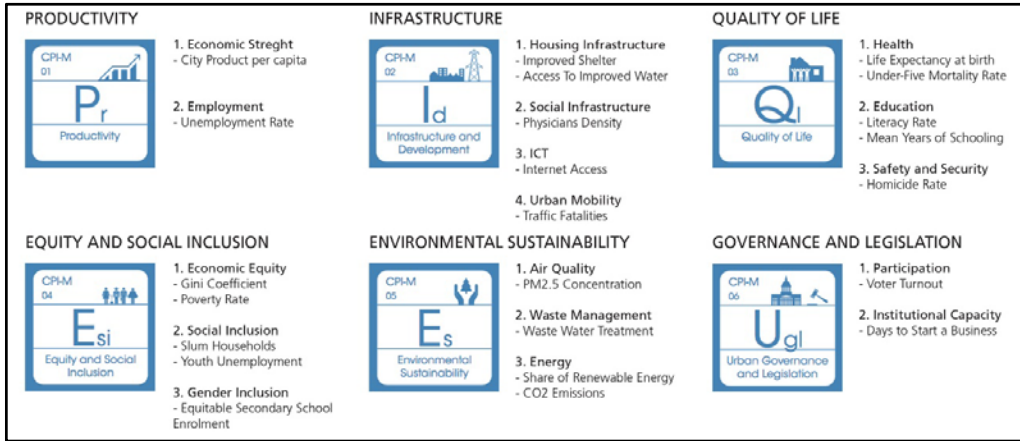 PRODUCTIVITY
CPI-M
01
Pr
Productivity
1. Economic Streght
- City Product per capita
2. Employment
- Unemployment Rate
INFRASTRUCTURE
CPI-M
02
Id
Infrastructure and
Development
1. Housing Infrastructure
- Improved Shelter
- Access To Improved Water
2. Social Infrastructure
- Physicians Density
3. ICT
- Internet Access
4. Urban Mobility
- Traffic Fatalities
QUALITY OF LIFE
CPI-M
03
Ql
Quality of Life
1. Health
- Life Expectancy at birth
- Under-Five Mortality Rate
2. Education
- Literacy Rate
- Mean Years of Schooling
3. Safety and Security
- Homicide Rate
EQUITY AND SOCIAL INCLUSION
CPI-M
04
Esi
Equity and Social
Inclusion
1. Economic Equity
- Gini Coefficient
- Poverty Rate
2. Social Inclusion
- Slum Households
- Youth Unemployment
3. Gender Inclusion
- Equitable Secondary School
Enrolment
ENVIRONMENTAL SUSTAINABILITY
CPI-M
05
Es
Environmental
Sustainability
1. Air Quality
- PM2.5 Concentration
2. Waste Management
- Waste Water Treatment
3. Energy
- Share of Renewable Energy
- CO2 Emissions
GOVERNANCE AND LEGISLATION
CPI-M
06
Ugl
Urban Governance
and Legislation
1. Participation
- Voter Turnout
2. Institutional Capacity
- Days to Start a Business